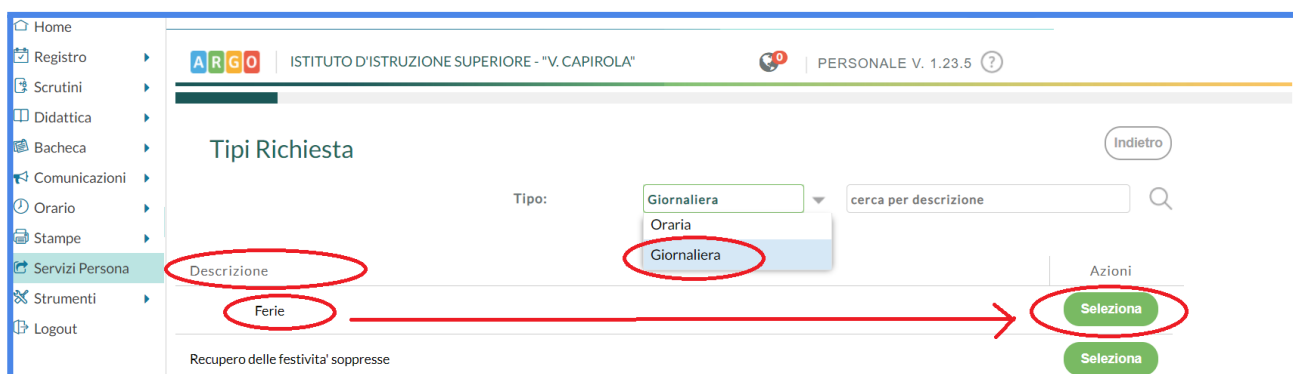 Home
Registro
Scrutini
Didattica
Bacheca
Comunicazioni
Orario
Stampe
Servizi Persona
Strumenti
Logout
ARGO ISTITUTO D'ISTRUZIONE SUPERIORE - "V. CAPIROLA" 0 PERSONALE V. 1.23.5 ?
Tipi Richiesta Indietro
Tipo: Giornaliera cerca per descrizione
Oraria
Giornaliera
Descrizione Azioni
Ferie Seleziona
Recupero delle festivita' soppresse Seleziona